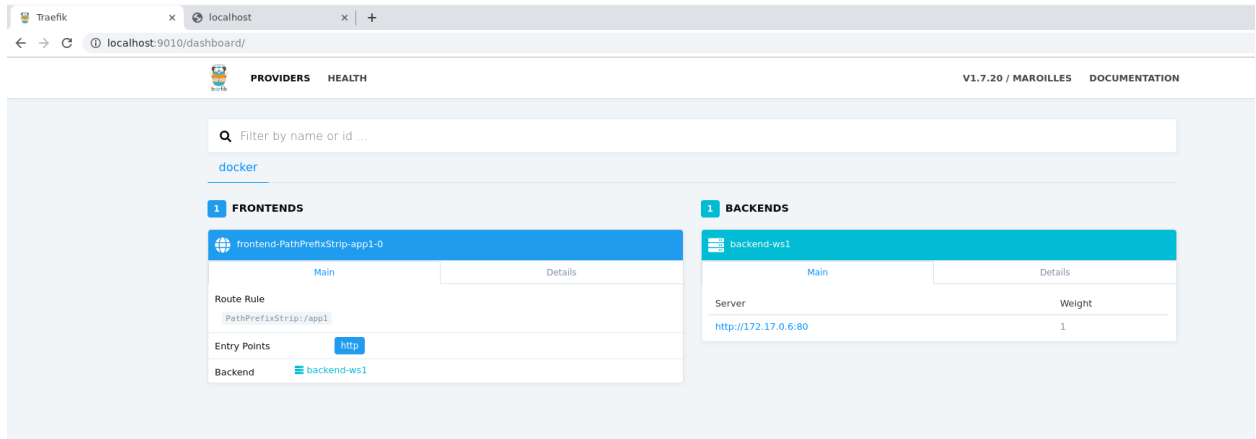 Traefik
localhost
localhost:9010/dashboard/
træfik
PROVIDERS HEALTH
V1.7.20 / MAROILLES DOCUMENTATION
Filter by name or id ...
docker
1 FRONTENDS
frontend-PathPrefixStrip-app1-0
Main Details
Route Rule
PathPrefixStrip:/app1
Entry Points http
Backend backend-ws1
1 BACKENDS
backend-ws1
Main Details
Server Weight
http://172.17.0.6:80 1